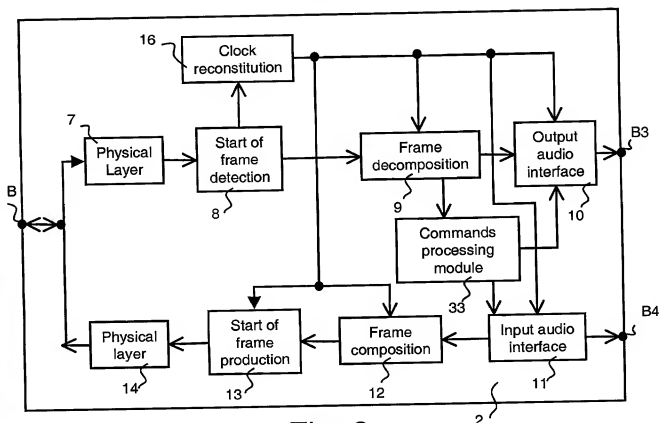 16
Clock
reconstitution
7
Physical
Layer
Start of
frame
detection
8
Frame
decomposition
9
Output
audio
interface
10
B3
B
Commands
processing
module
33
B4
Physical
layer
14
Start of
frame
production
13
Frame
composition
12
Input audio
interface
11
2